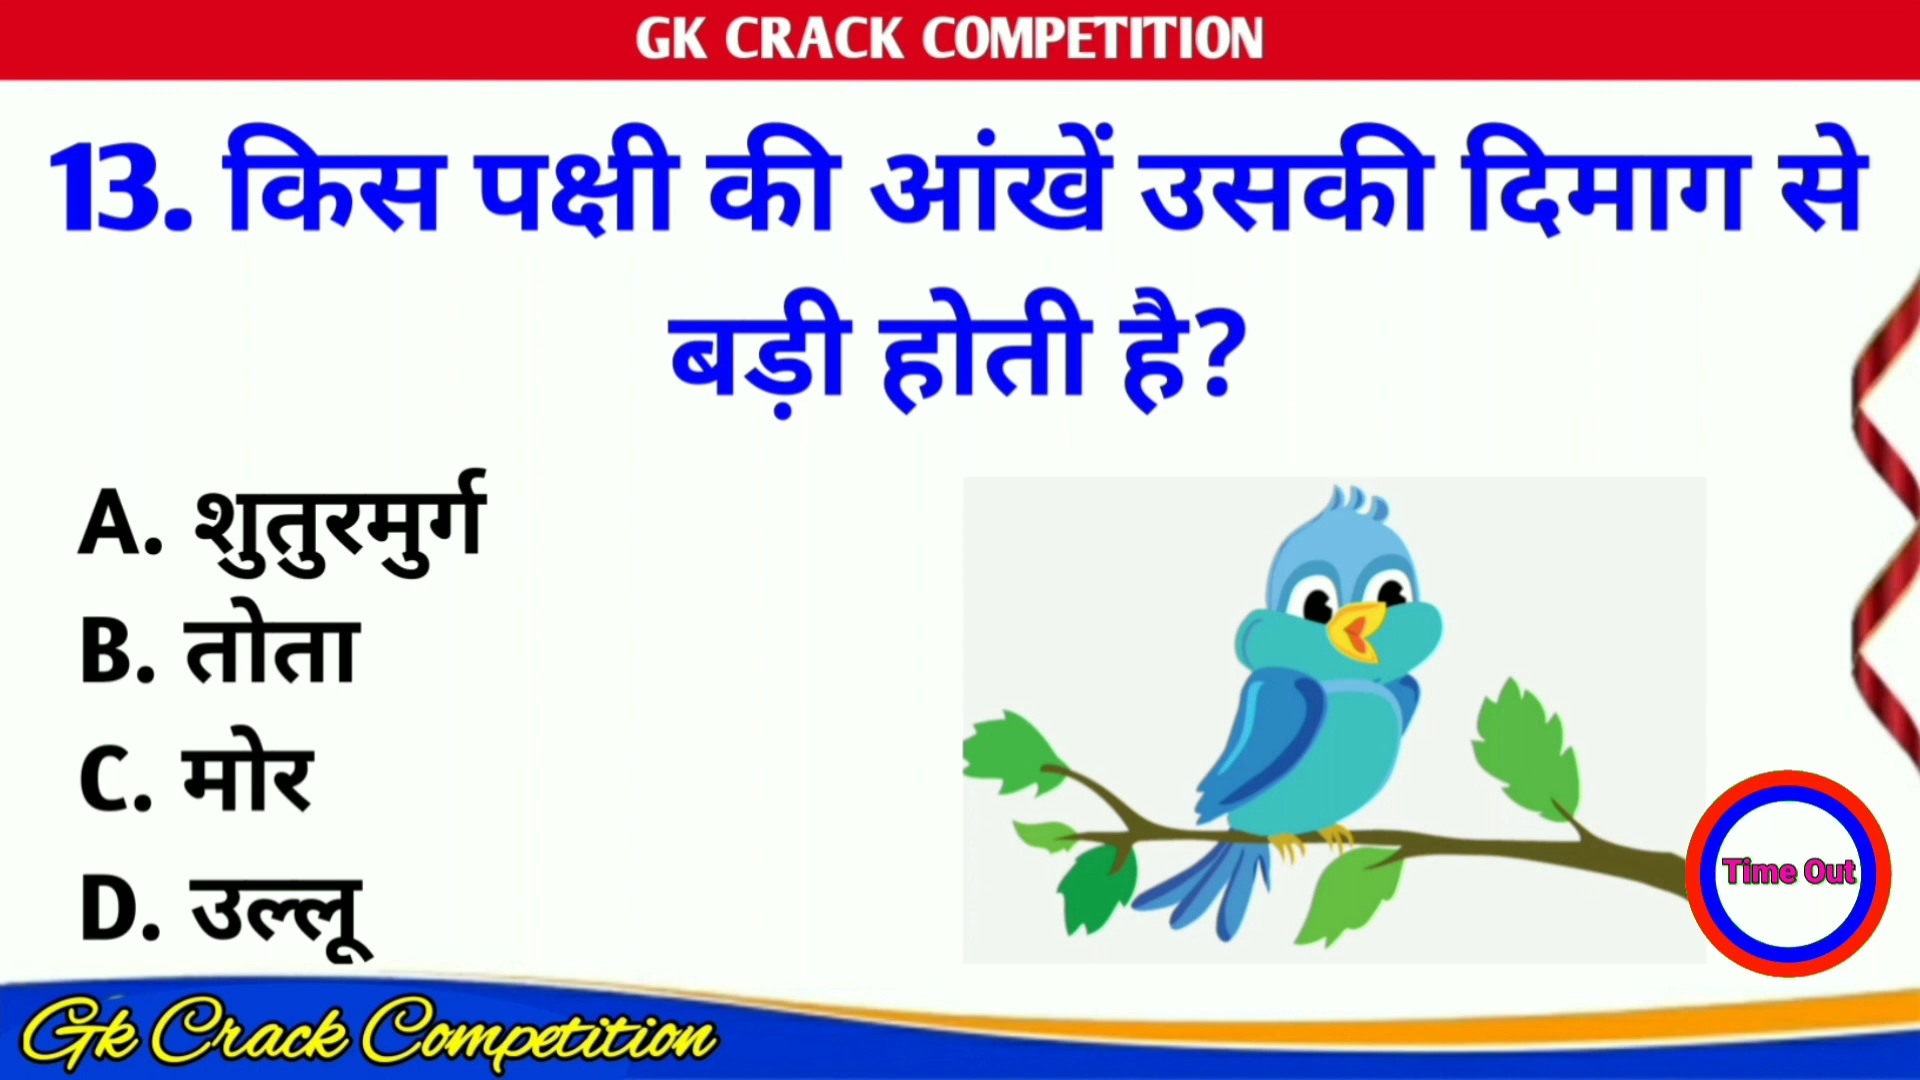 GK CRACK COMPETITION
13. किस पक्षी की आंखें उसकी दिमाग से
बड़ी होती है?
A. शुतुरमुर्ग
B. तोता
C. मोर
D. उल्लू
Time Out
Gk Crack Competition